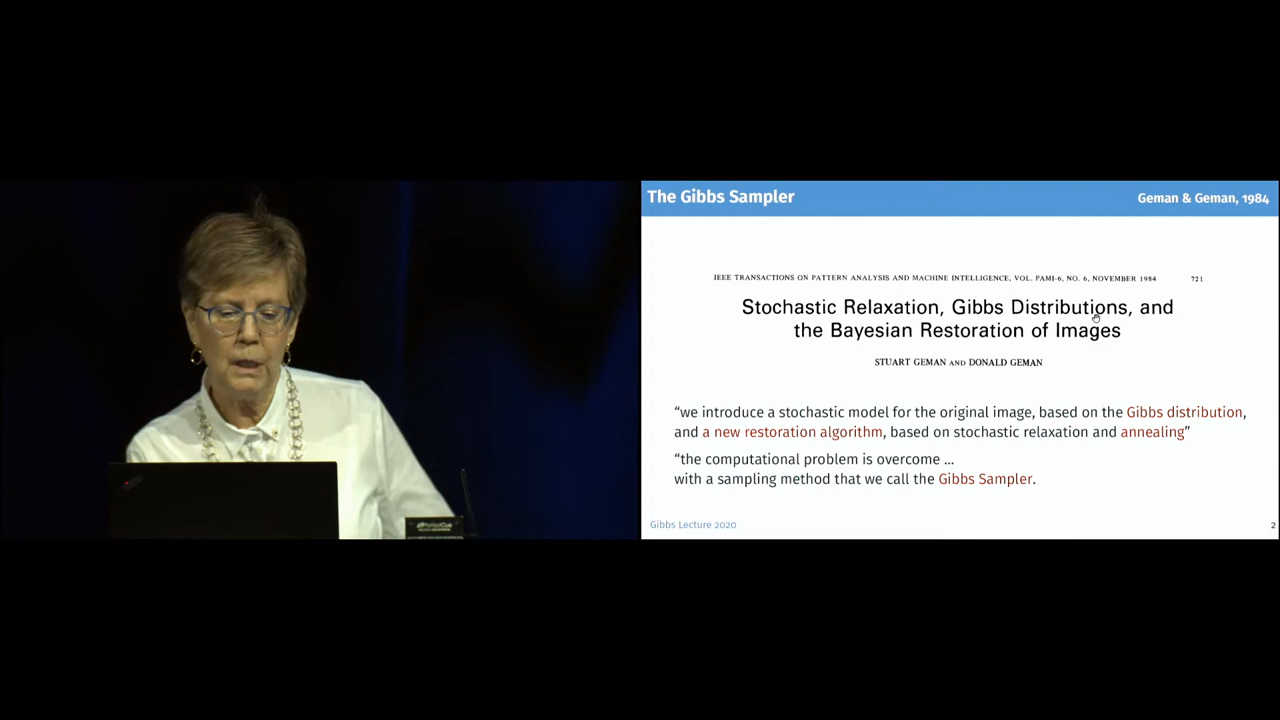 The Gibbs Sampler
Geman & Geman, 1984
IEEE TRANSACTIONS ON PATTERN ANALYSIS AND MACHINE INTELLIGENCE, VOL. PAMI-6, NO. 6, NOVEMBER 1984 721
Stochastic Relaxation, Gibbs Distributions, and
the Bayesian Restoration of Images
STUART GEMAN AND DONALD GEMAN
“we introduce a stochastic model for the original image, based on the Gibbs distribution,
and a new restoration algorithm, based on stochastic relaxation and annealing”
“the computational problem is overcome ...
with a sampling method that we call the Gibbs Sampler.
Gibbs Lecture 2020
2